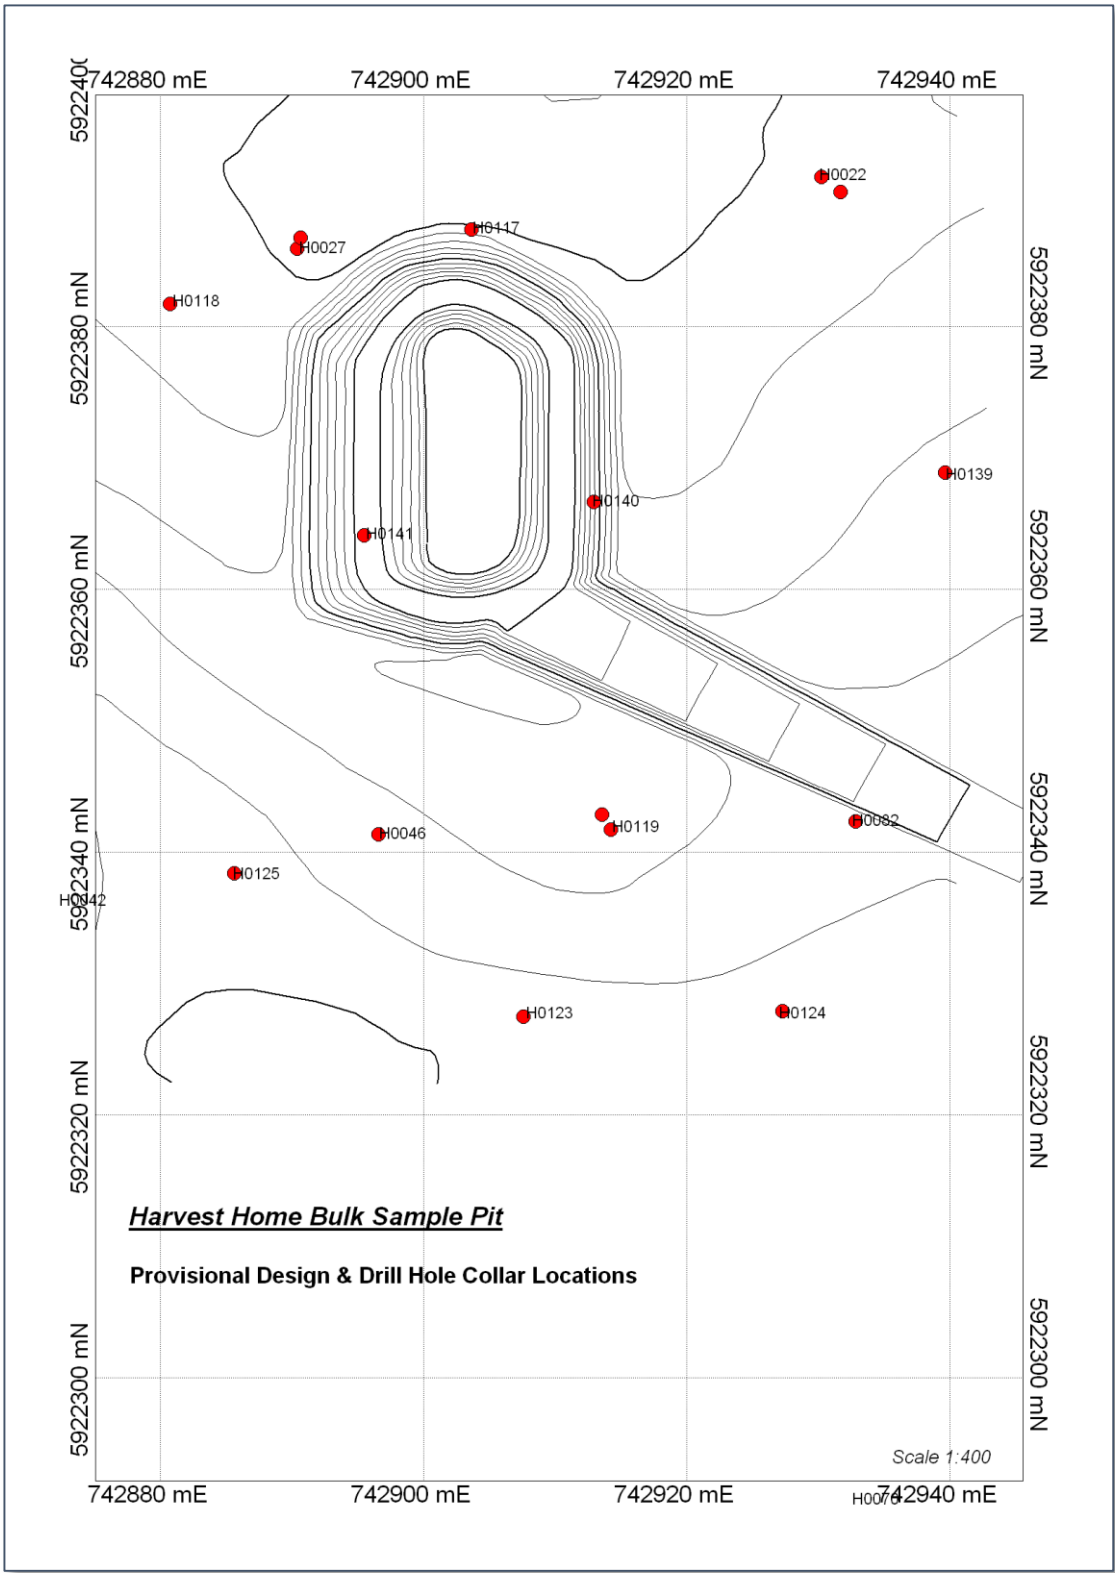 742880 mE 742900 mE 742920 mE 742940 mE
5922400
H0022
H0117
H0027
H0118
5922380 mN 5922380 mN
H0139
H0140
H0141
5922360 mN 5922360 mN
H0082
H0119
H0046
5922340 mN 5922340 mN
H0125
H0042
H0123
H0124
5922320 mN 5922320 mN
Harvest Home Bulk Sample Pit
Provisional Design & Drill Hole Collar Locations
5922300 mN 5922300 mN
Scale 1:400
742880 mE 742900 mE 742920 mE 742940 mE